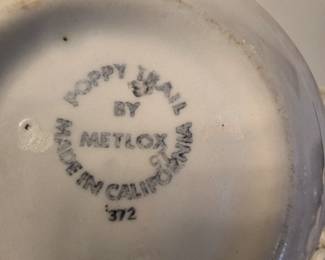 POPPY TRAIL
BY
METLOX
MADE IN CALIFORNIA
372